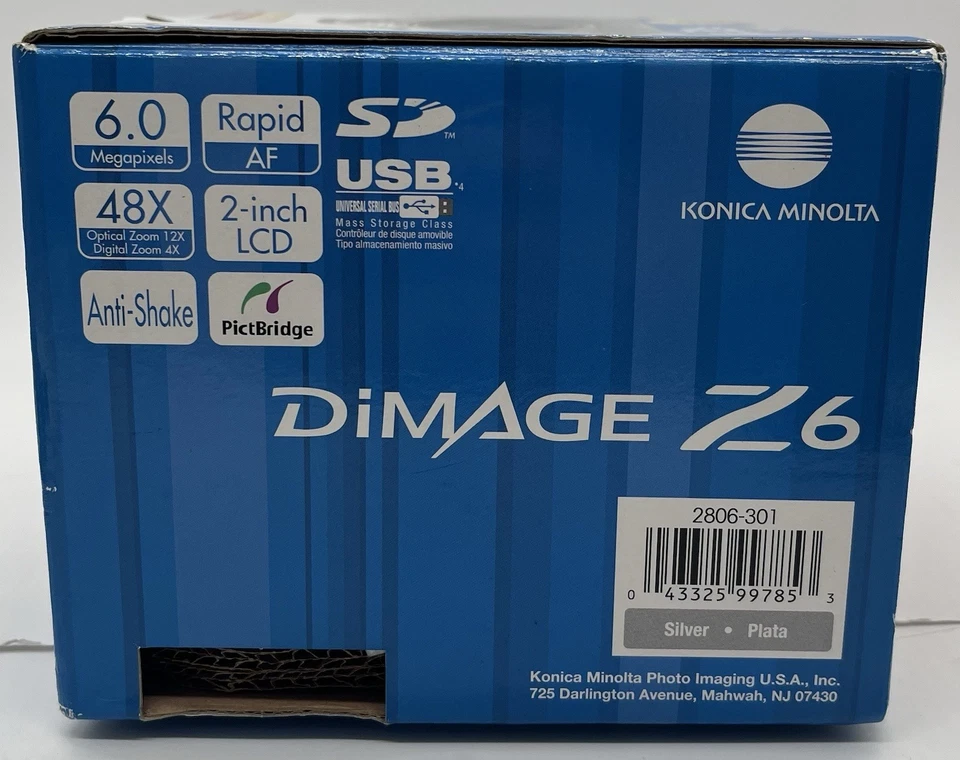 6.0
Megapixels
Rapid
AF
48X
Optical Zoom 12X
Digital Zoom 4X
2-inch
LCD
Anti-Shake
PictBridge
SD™
USB*4
UNIVERSAL SERIAL BUS
Mass Storage Class
Contrôleur de disque amovible
Tipo almacenamiento masivo
KONICA MINOLTA
DiMAGE Z6
2806-301
0 43325 99785 3
Silver • Plata
Konica Minolta Photo Imaging U.S.A., Inc.
725 Darlington Avenue, Mahwah, NJ 07430